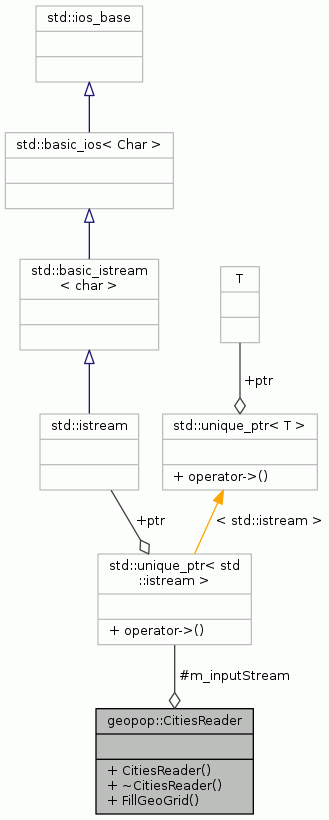 std::ios_base
std::basic_ios< Char >
std::basic_istream
< char >
T
+ptr
std::istream
std::unique_ptr< T >
+ operator->()
+ptr
< std::istream >
std::unique_ptr< std
::istream >
+ operator->()
#m_inputStream
geopop::CitiesReader
+ CitiesReader()
+ ~CitiesReader()
+ FillGeoGrid()